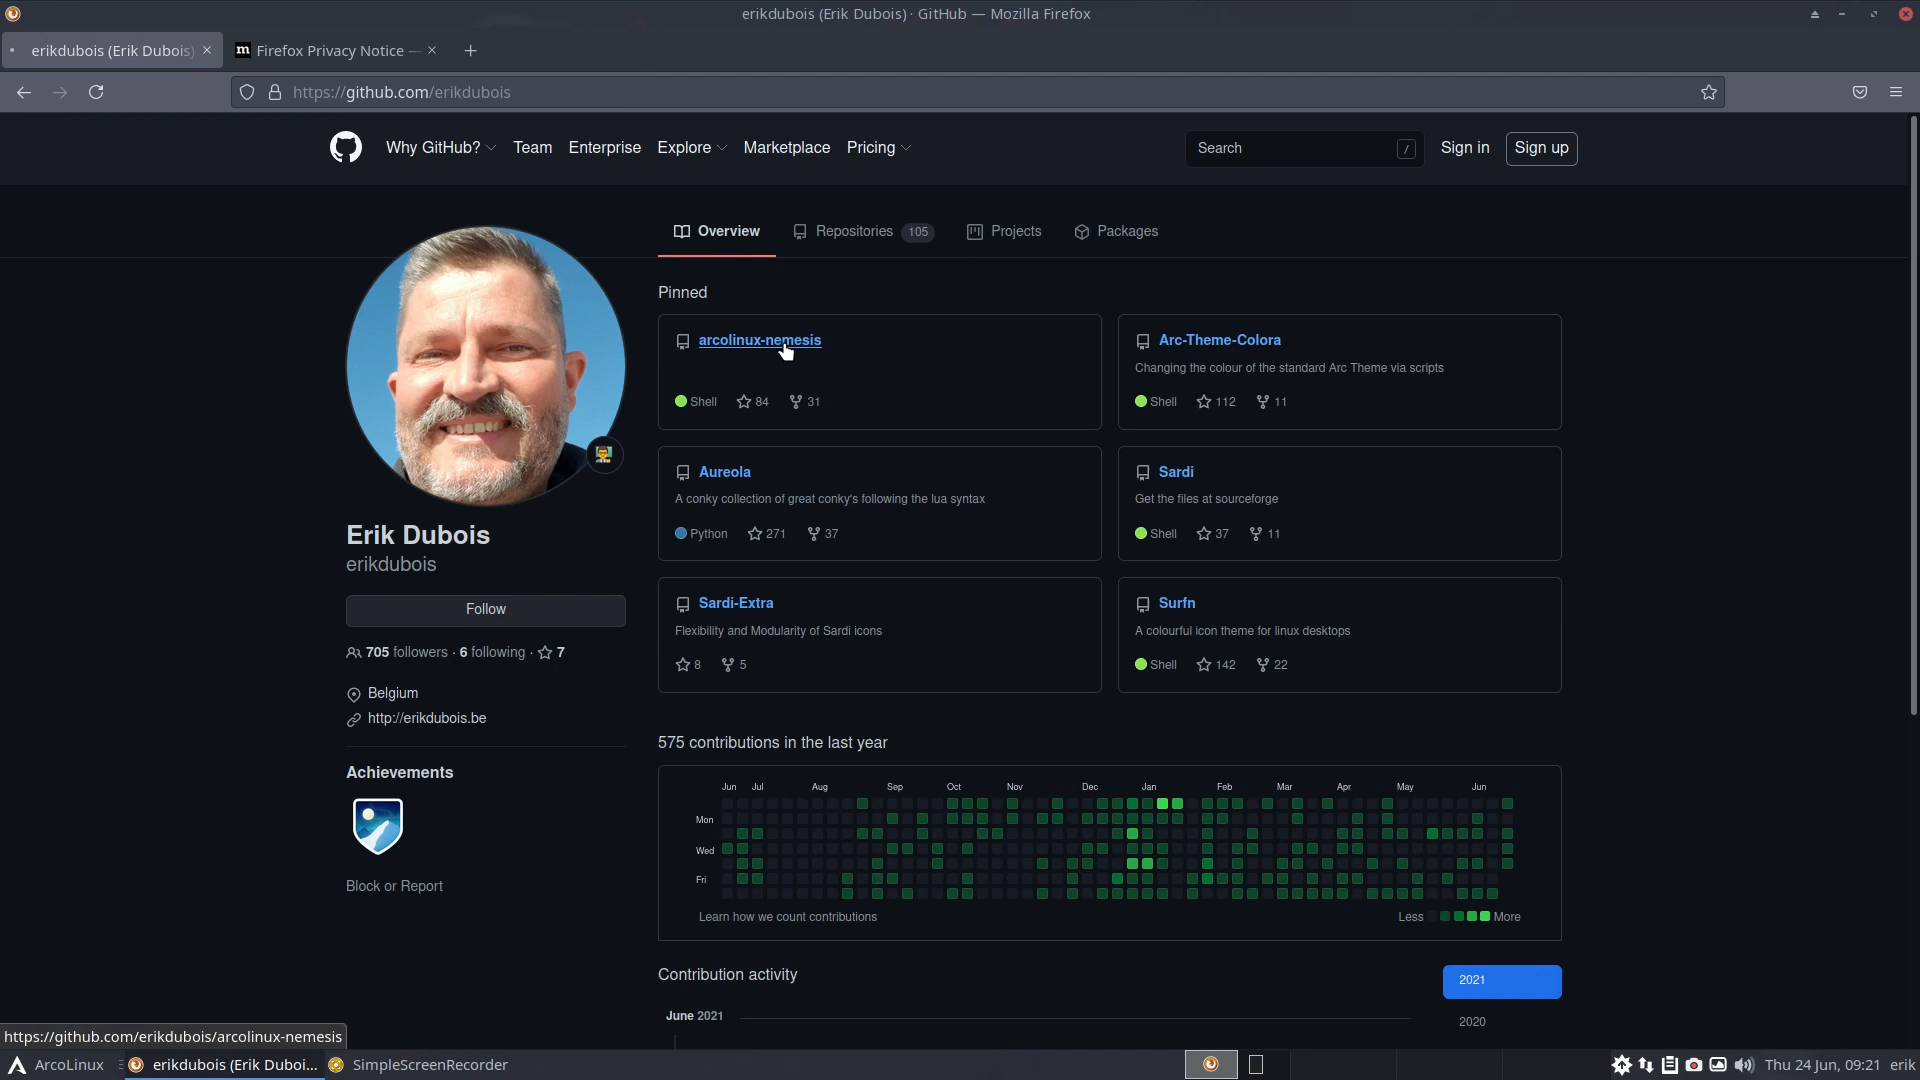 erikdubois (Erik Dubois) · GitHub — Mozilla Firefox
erikdubois (Erik Dubois)
Firefox Privacy Notice —
https://github.com/erikdubois
Why GitHub?
Team
Enterprise
Explore
Marketplace
Pricing
Search
/
Sign in
Sign up
Overview
Repositories 105
Projects
Packages
Erik Dubois
erikdubois
Follow
705 followers · 6 following · 7
Belgium
http://erikdubois.be
Achievements
Block or Report
Pinned
arcolinux-nemesis
Shell 84 31
Arc-Theme-Colora
Changing the colour of the standard Arc Theme via scripts
Shell 112 11
Aureola
A conky collection of great conky's following the lua syntax
Python 271 37
Sardi
Get the files at sourceforge
Shell 37 11
Sardi-Extra
Flexibility and Modularity of Sardi icons
8 5
Surfn
A colourful icon theme for linux desktops
Shell 142 22
575 contributions in the last year
Jun Jul Aug Sep Oct Nov Dec Jan Feb Mar Apr May Jun
Mon
Wed
Fri
Learn how we count contributions
Less More
Contribution activity
2021
June 2021
2020
https://github.com/erikdubois/arcolinux-nemesis
ArcoLinux
erikdubois (Erik Duboi...
SimpleScreenRecorder
Thu 24 Jun, 09:21 erik